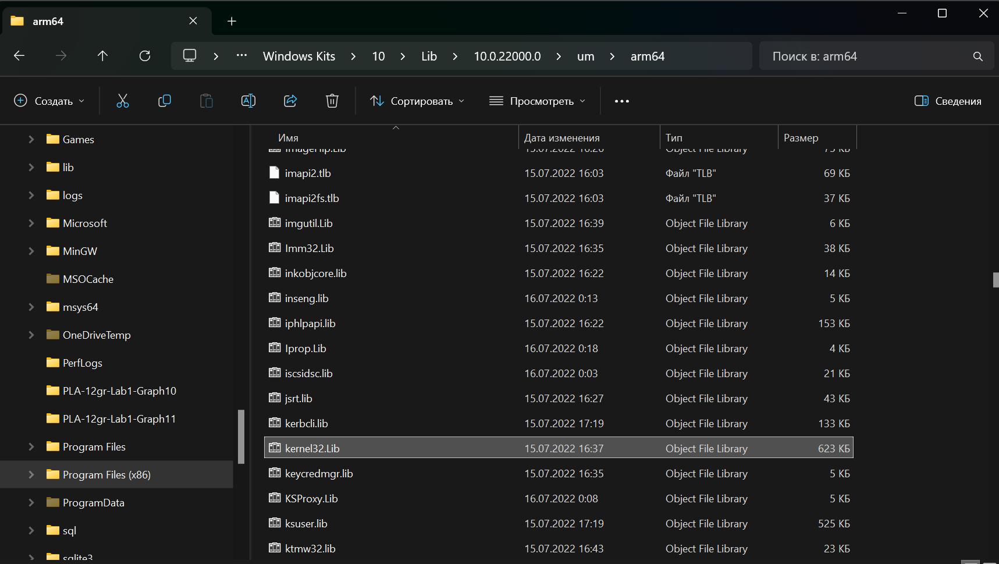 arm64
Windows Kits 10 Lib 10.0.22000.0 um arm64
Поиск в: arm64
Создать
Сортировать
Просмотреть
Сведения
Games
lib
logs
Microsoft
MinGW
MSOCache
msys64
OneDriveTemp
PerfLogs
PLA-12gr-Lab1-Graph10
PLA-12gr-Lab1-Graph11
Program Files
Program Files (x86)
ProgramData
sql
sqlite3
Имя Дата изменения Тип Размер
ImageHlp.Lib 15.07.2022 16:26 Object File Library 75 КБ
imapi2.tlb 15.07.2022 16:03 Файл "TLB" 69 КБ
imapi2fs.tlb 15.07.2022 16:03 Файл "TLB" 37 КБ
imgutil.Lib 15.07.2022 16:39 Object File Library 6 КБ
Imm32.Lib 15.07.2022 16:35 Object File Library 38 КБ
inkobjcore.lib 15.07.2022 16:22 Object File Library 14 КБ
inseng.lib 16.07.2022 0:13 Object File Library 5 КБ
iphlpapi.lib 15.07.2022 16:22 Object File Library 153 КБ
Iprop.Lib 16.07.2022 0:18 Object File Library 4 КБ
iscsidsc.lib 16.07.2022 0:03 Object File Library 21 КБ
jsrt.lib 15.07.2022 16:27 Object File Library 43 КБ
kerbcli.lib 15.07.2022 17:19 Object File Library 133 КБ
kernel32.Lib 15.07.2022 16:37 Object File Library 623 КБ
keycredmgr.lib 15.07.2022 16:35 Object File Library 5 КБ
KSProxy.Lib 16.07.2022 0:08 Object File Library 5 КБ
ksuser.lib 15.07.2022 17:19 Object File Library 525 КБ
ktmw32.lib 15.07.2022 16:43 Object File Library 23 КБ